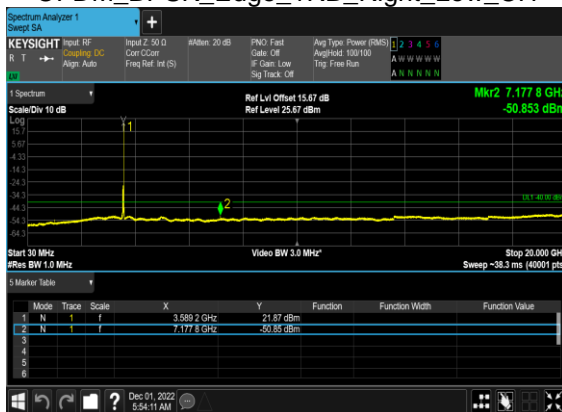 Spectrum Analyzer 1
Swept SA
+
KEYSIGHT Input: RF Input Z: 50 Ω #Atten: 20 dB PNO: Fast Avg Type: Power (RMS) 1 2 3 4 5 6
R T Coupling: DC Corr CCorr Gate: Off Avg|Hold: 100/100 A W W W W W
Align: Auto Freq Ref: Int (S) IF Gain: Low Trig: Free Run
LXI Sig Track: Off A N N N N N
1 Spectrum Ref Lvl Offset 15.67 dB Mkr2 7.177 8 GHz
Scale/Div 10 dB Ref Level 25.67 dBm -50.853 dBm
Log
15.7
5.67
-4.33
-14.3
-24.3
-34.3
-44.3
-54.3
-64.3
1
2
DL1 -40.00 dBm
Start 30 MHz Video BW 3.0 MHz* Stop 20.000 GH
#Res BW 1.0 MHz Sweep ~38.3 ms (40001 pts
5 Marker Table
Mode Trace Scale X Y Function Function Width Function Value
1 N 1 f 3.589 2 GHz 21.87 dBm
2 N 1 f 7.177 8 GHz -50.85 dBm
3
4
5
6
? Dec 01, 2022
5:54:11 AM